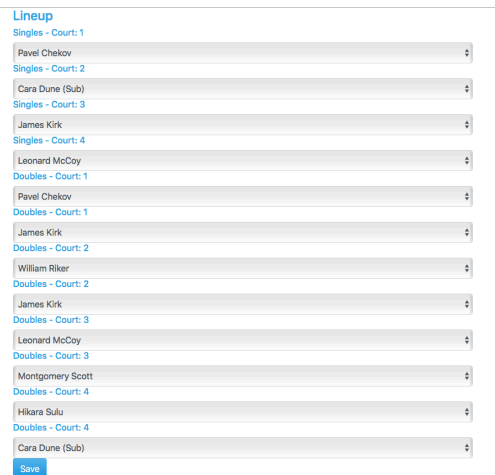 Lineup
Singles - Court: 1
Pavel Chekov
Singles - Court: 2
Cara Dune (Sub)
Singles - Court: 3
James Kirk
Singles - Court: 4
Leonard McCoy
Doubles - Court: 1
Pavel Chekov
Doubles - Court: 1
James Kirk
Doubles - Court: 2
William Riker
Doubles - Court: 2
James Kirk
Doubles - Court: 3
Leonard McCoy
Doubles - Court: 3
Montgomery Scott
Doubles - Court: 4
Hikara Sulu
Doubles - Court: 4
Cara Dune (Sub)
Save